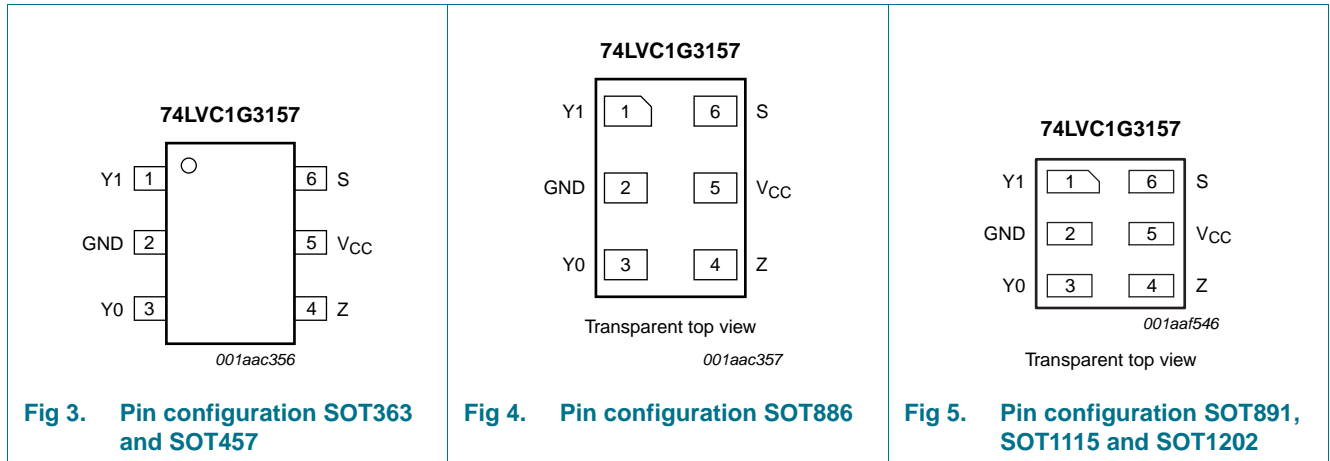 74LVC1G3157
Y1 1 6 S
GND 2 5 VCC
Y0 3 4 Z
001aac356
Fig 3. Pin configuration SOT363
and SOT457
74LVC1G3157
Y1 1 6 S
GND 2 5 VCC
Y0 3 4 Z
Transparent top view
001aac357
Fig 4. Pin configuration SOT886
74LVC1G3157
Y1 1 6 S
GND 2 5 VCC
Y0 3 4 Z
001aaf546
Transparent top view
Fig 5. Pin configuration SOT891,
SOT1115 and SOT1202